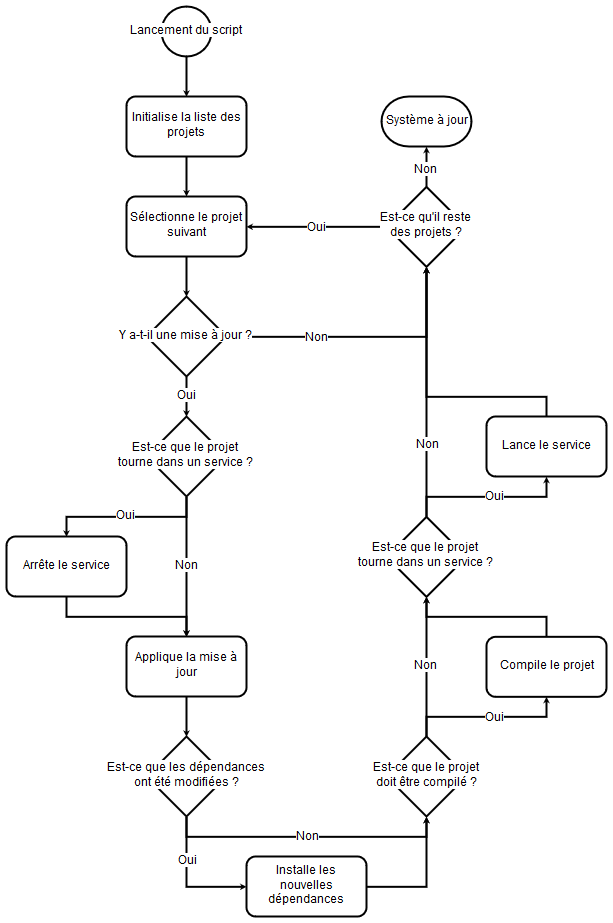 Lancement du script
Initialise la liste des
projets
Système à jour
Non
Sélectionne le projet
suivant
Oui
Est-ce qu'il reste
des projets ?
Y a-t-il une mise à jour ?
Non
Oui
Est-ce que le projet
tourne dans un service ?
Non
Lance le service
Oui
Oui
Arrête le service
Non
Est-ce que le projet
tourne dans un service ?
Applique la mise à
jour
Non
Compile le projet
Oui
Est-ce que les dépendances
ont été modifiées ?
Est-ce que le projet
doit être compilé ?
Non
Oui
Installe les
nouvelles
dépendances